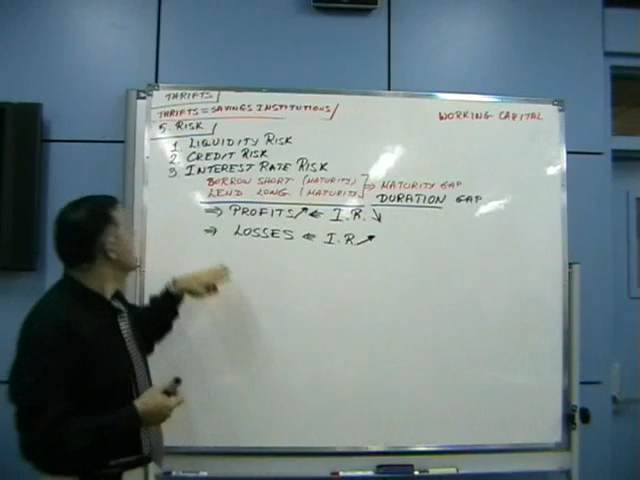 THRIFTS
THRIFTS = SAVINGS INSTITUTIONS
WORKING CAPITAL
5. RISK
1. LIQUIDITY RISK
2. CREDIT RISK
3. INTEREST RATE RISK
BORROW SHORT (MATURITY)
LEND LONG (MATURITY)
⇒ MATURITY GAP
DURATION GAP
⇒ PROFITS ↗ ⇐ I.R. ↘
⇒ LOSSES ⇐ I.R. ↗